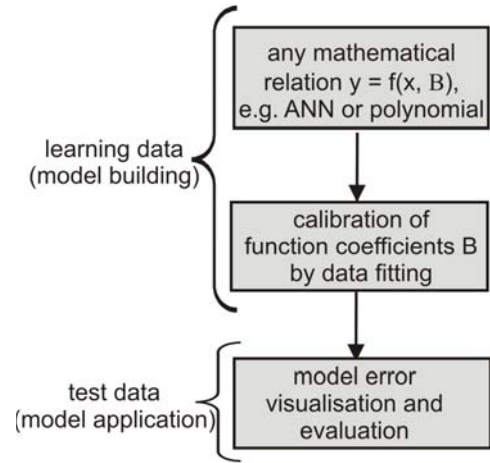 any mathematical
relation y = f(x, B),
e.g. ANN or polynomial
learning data
(model building)
calibration of
function coefficients B
by data fitting
test data
(model application)
model error
visualisation and
evaluation